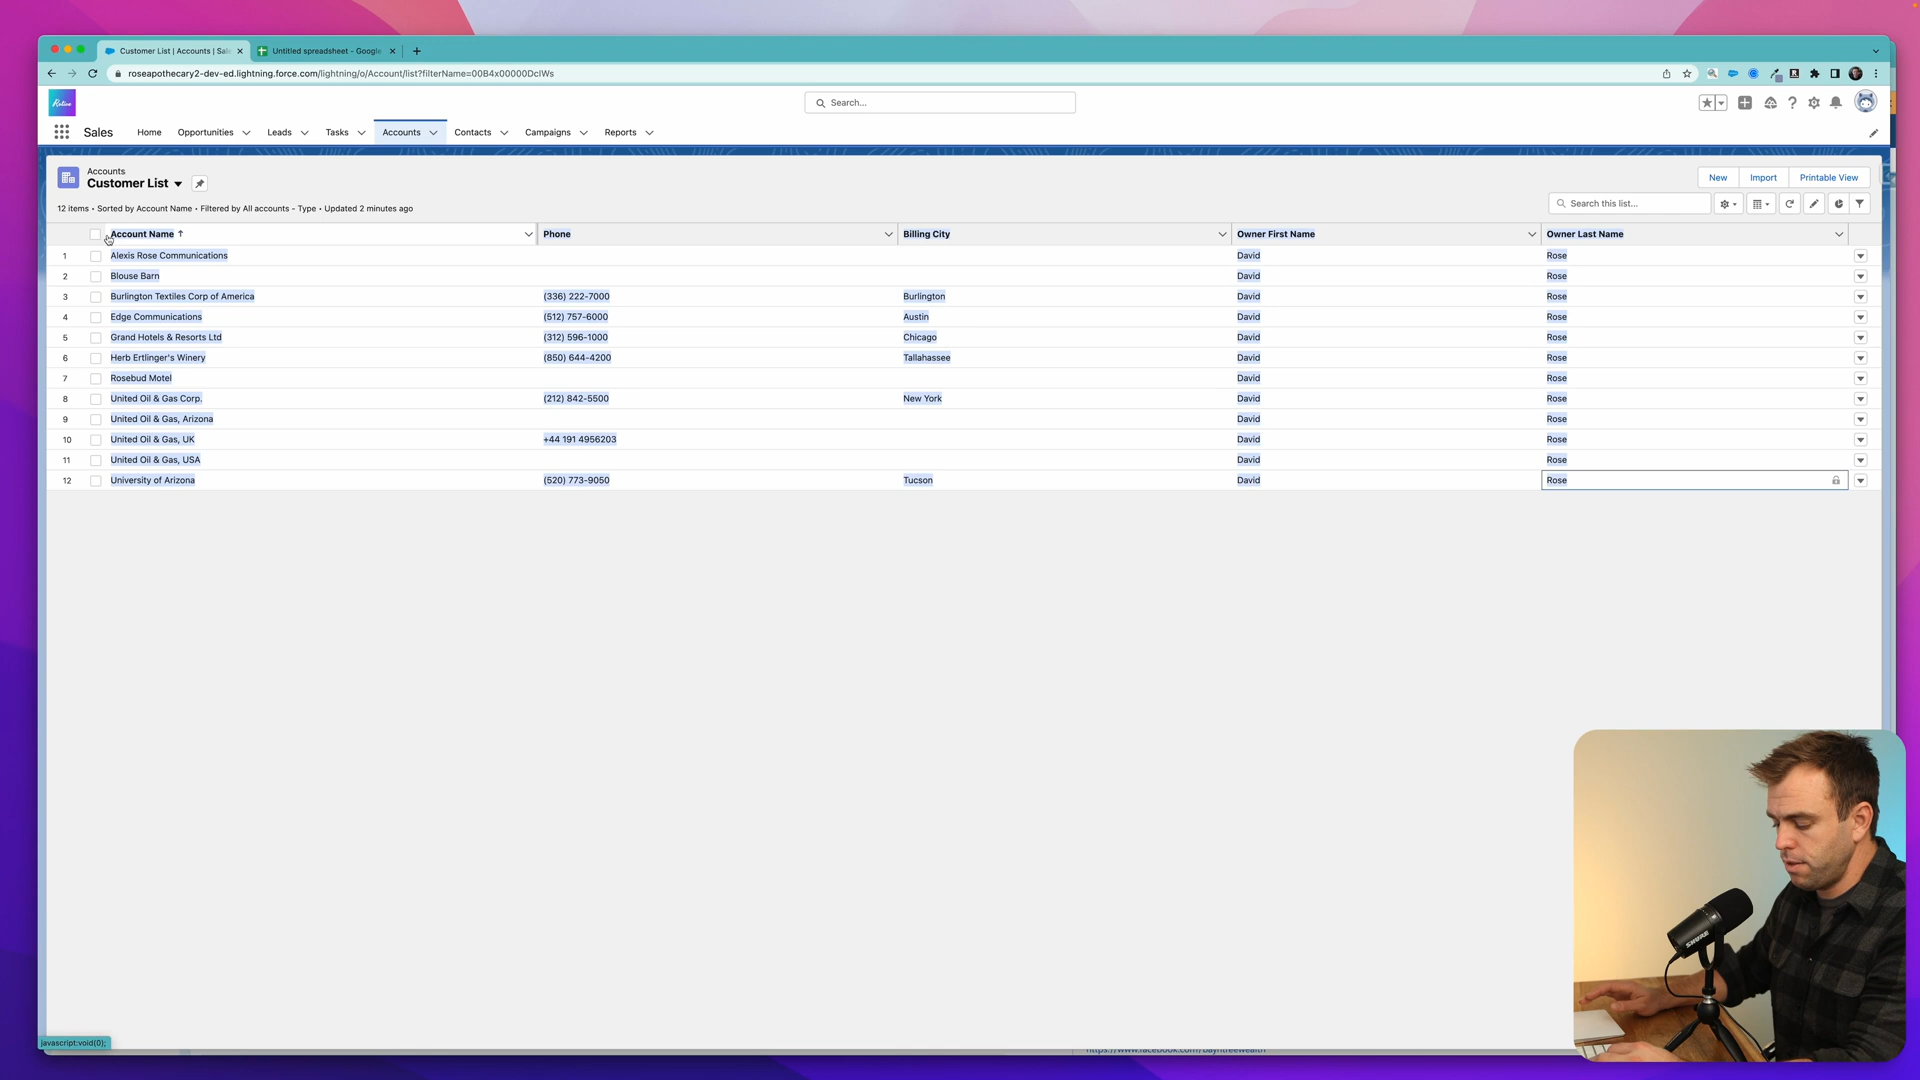 Customer List | Accounts | Sale
Untitled spreadsheet - Google
roseapothecary2-dev-ed.lightning.force.com/lightning/o/Account/list?filterName=00B4x00000DcIWs
Search...
Sales
Home
Opportunities
Leads
Tasks
Accounts
Contacts
Campaigns
Reports
Accounts
Customer List
New
Import
Printable View
12 items • Sorted by Account Name • Filtered by All accounts - Type • Updated 2 minutes ago
Search this list...
Account Name ↑ Phone Billing City Owner First Name Owner Last Name
1 Alexis Rose Communications David Rose
2 Blouse Barn David Rose
3 Burlington Textiles Corp of America (336) 222-7000 Burlington David Rose
4 Edge Communications (512) 757-6000 Austin David Rose
5 Grand Hotels & Resorts Ltd (312) 596-1000 Chicago David Rose
6 Herb Ertlinger's Winery (850) 644-4200 Tallahassee David Rose
7 Rosebud Motel David Rose
8 United Oil & Gas Corp. (212) 842-5500 New York David Rose
9 United Oil & Gas, Arizona David Rose
10 United Oil & Gas, UK +44 191 4956203 David Rose
11 United Oil & Gas, USA David Rose
12 University of Arizona (520) 773-9050 Tucson David Rose
SHURE
javascript:void(0);